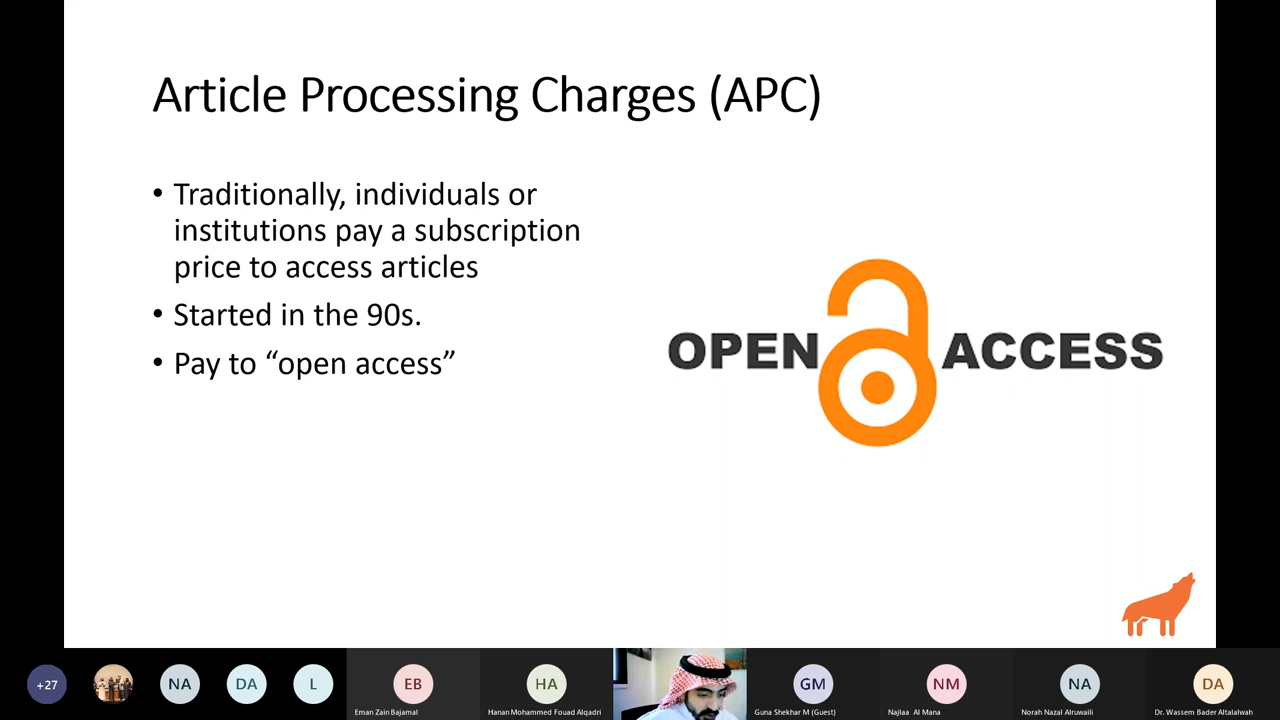 Article Processing Charges (APC)
• Traditionally, individuals or
institutions pay a subscription
price to access articles
• Started in the 90s.
• Pay to “open access”
OPEN ACCESS
+27
NA
DA
L
EB
HA
GM
NM
NA
DA
Eman Zain Bajamal
Hanan Mohammed Fouad Alqadri
Guna Shekhar M (Guest)
Najlaa Al Mana
Norah Nazal Alruwaili
Dr. Wassem Bader Altalalwah